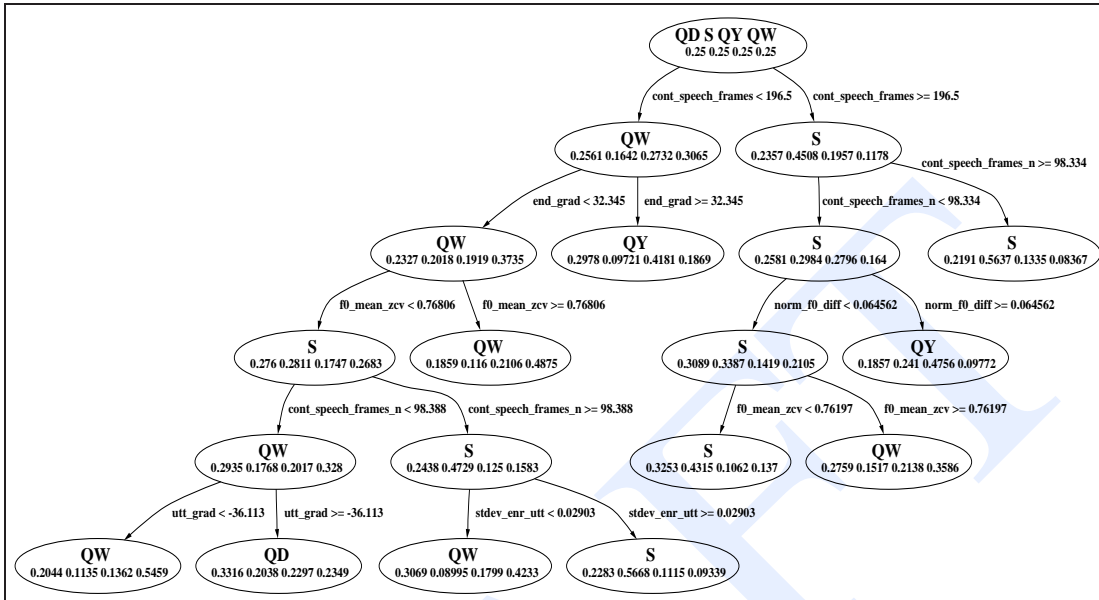 QD S QY QW
0.25 0.25 0.25 0.25
cont_speech_frames < 196.5
cont_speech_frames >= 196.5
QW
0.2561 0.1642 0.2732 0.3065
S
0.2357 0.4508 0.1957 0.1178
cont_speech_frames_n >= 98.334
end_grad < 32.345
end_grad >= 32.345
cont_speech_frames_n < 98.334
QW
0.2327 0.2018 0.1919 0.3735
QY
0.2978 0.09721 0.4181 0.1869
S
0.2581 0.2984 0.2796 0.164
S
0.2191 0.5637 0.1335 0.08367
f0_mean_zcv < 0.76806
f0_mean_zcv >= 0.76806
norm_f0_diff < 0.064562
norm_f0_diff >= 0.064562
S
0.276 0.2811 0.1747 0.2683
QW
0.1859 0.116 0.2106 0.4875
S
0.3089 0.3387 0.1419 0.2105
QY
0.1857 0.241 0.4756 0.09772
cont_speech_frames_n < 98.388
cont_speech_frames_n >= 98.388
f0_mean_zcv < 0.76197
f0_mean_zcv >= 0.76197
QW
0.2935 0.1768 0.2017 0.328
S
0.2438 0.4729 0.125 0.1583
S
0.3253 0.4315 0.1062 0.137
QW
0.2759 0.1517 0.2138 0.3586
utt_grad < -36.113
utt_grad >= -36.113
stdev_enr_utt < 0.02903
stdev_enr_utt >= 0.02903
QW
0.2044 0.1135 0.1362 0.5459
QD
0.3316 0.2038 0.2297 0.2349
QW
0.3069 0.08995 0.1799 0.4233
S
0.2283 0.5668 0.1115 0.09339